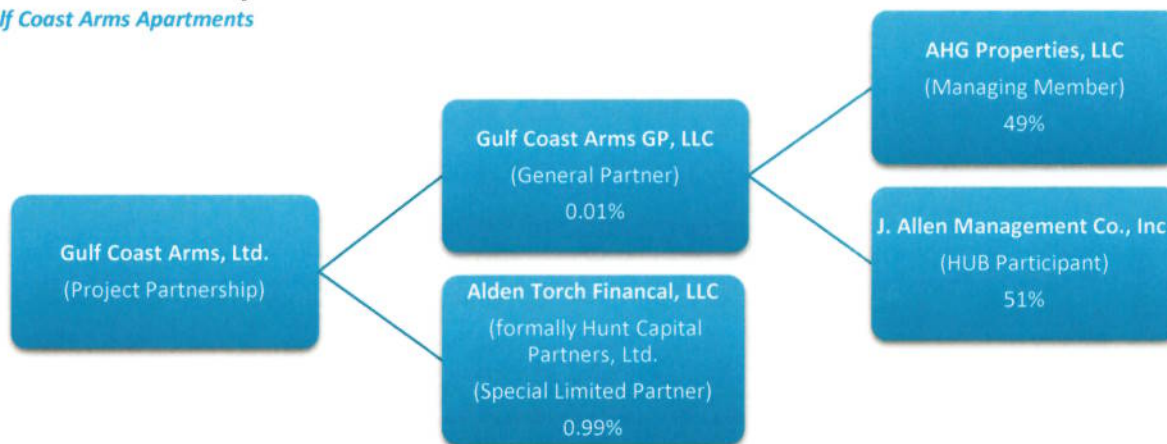 lf Coast Arms Apartments
AHG Properties, LLC
(Managing Member)
49%
Gulf Coast Arms GP, LLC
(General Partner)
0.01%
Gulf Coast Arms, Ltd.
(Project Partnership)
J. Allen Management Co., Inc
(HUB Participant)
51%
Alden Torch Financal, LLC
(formally Hunt Capital
Partners, Ltd.
(Special Limited Partner)
0.99%